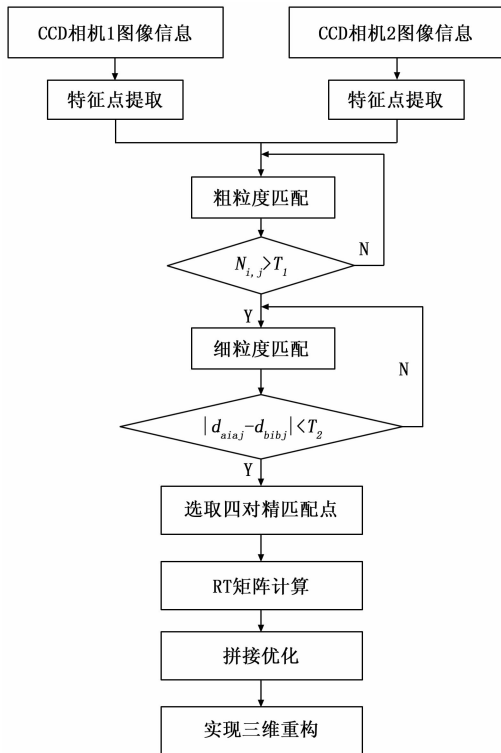 CCD相机1图像信息
CCD相机2图像信息
特征点提取
特征点提取
粗粒度匹配
N
N_{i,j}>T_1
Y
细粒度匹配
N
|d_{aiaj}-d_{bibj}|<T_2
Y
选取四对精匹配点
RT矩阵计算
拼接优化
实现三维重构